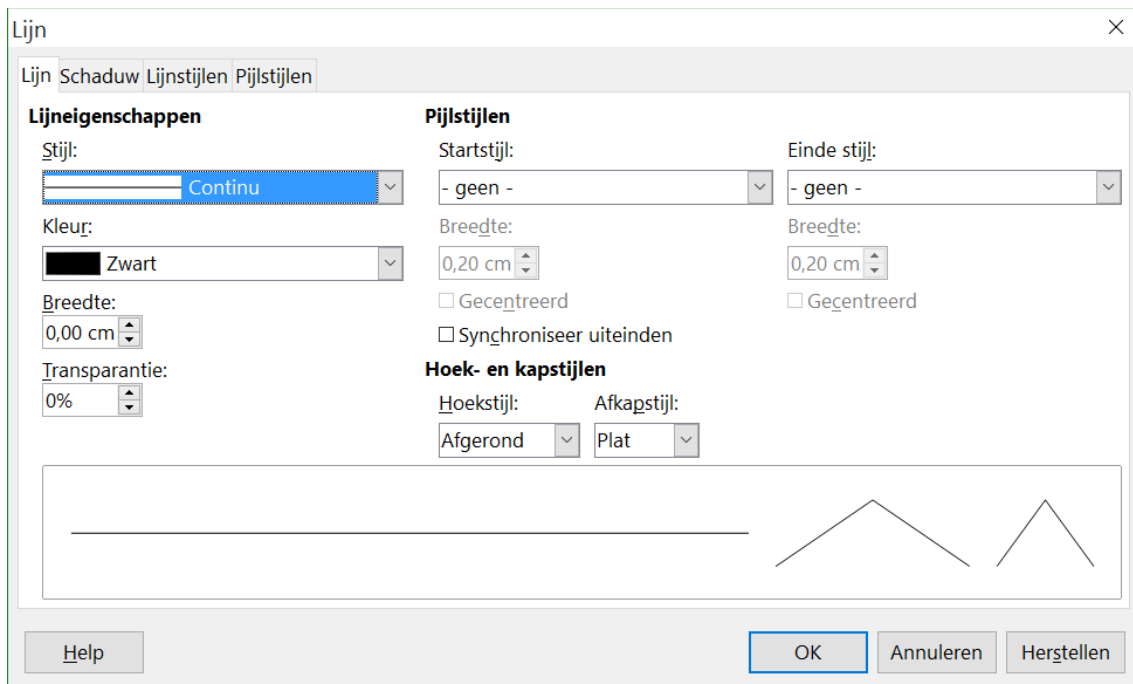 Lijn
Lijn Schaduw Lijnstijlen Pijlstijlen
Lijneigenschappen
Stijl:
Continu
Kleur:
Zwart
Breedte:
0,00 cm
Transparantie:
0%
Pijlstijlen
Startstijl:
- geen -
Breedte:
0,20 cm
Gecentreerd
Synchroniseer uiteinden
Einde stijl:
- geen -
Breedte:
0,20 cm
Gecentreerd
Hoek- en kapstijlen
Hoekstijl:
Afgerond
Afkapstijl:
Plat
Help
OK
Annuleren
Herstellen